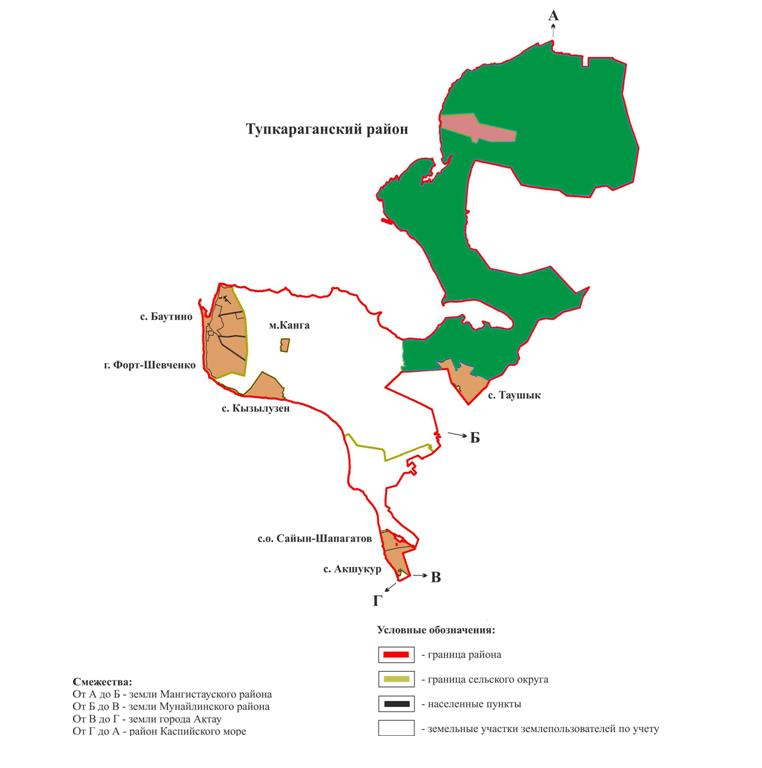 А
Тупкараганский район
с. Баутино
м.Канга
г. Форт-Шевченко
с. Таушык
с. Кызылузен
Б
с.о. Сайын-Шапагатов
с. Акшукур
В
Г
Условные обозначения:
- граница района
- граница сельского округа
- населенные пункты
- земельные участки землепользователей по учету
Смежества:
От А до Б - земли Мангистауского района
От Б до В - земли Мунайлинского района
От В до Г - земли города Актау
От Г до А - район Каспийского море